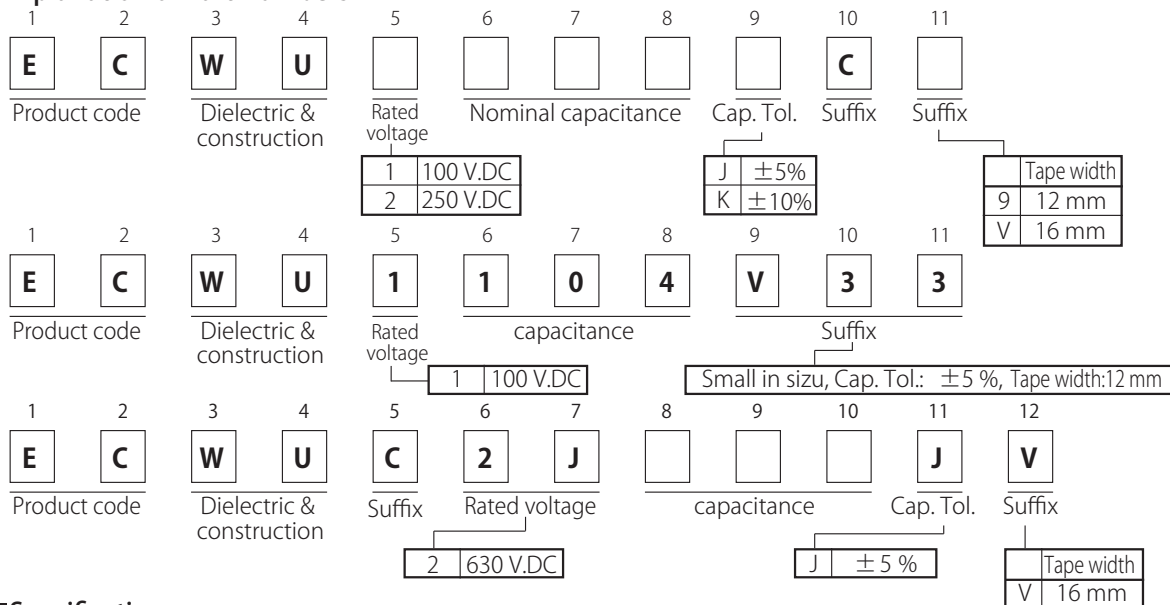 1 2 3 4 5 6 7 8 9 10 11
E C W U C
Product code Dielectric & construction Rated voltage Nominal capacitance Cap. Tol. Suffix Suffix
1 100 V.DC
2 250 V.DC
J ±5%
K ±10%
Tape width
9 12 mm
V 16 mm
1 2 3 4 5 6 7 8 9 10 11
E C W U 1 1 0 4 V 3 3
Product code Dielectric & construction Rated voltage capacitance Suffix
1 100 V.DC
Small in sizu, Cap. Tol.: ±5 %, Tape width:12 mm
1 2 3 4 5 6 7 8 9 10 11 12
E C W U C 2 J J V
Product code Dielectric & construction Suffix Rated voltage capacitance Cap. Tol. Suffix
2 630 V.DC
J ±5 %
Tape width
V 16 mm